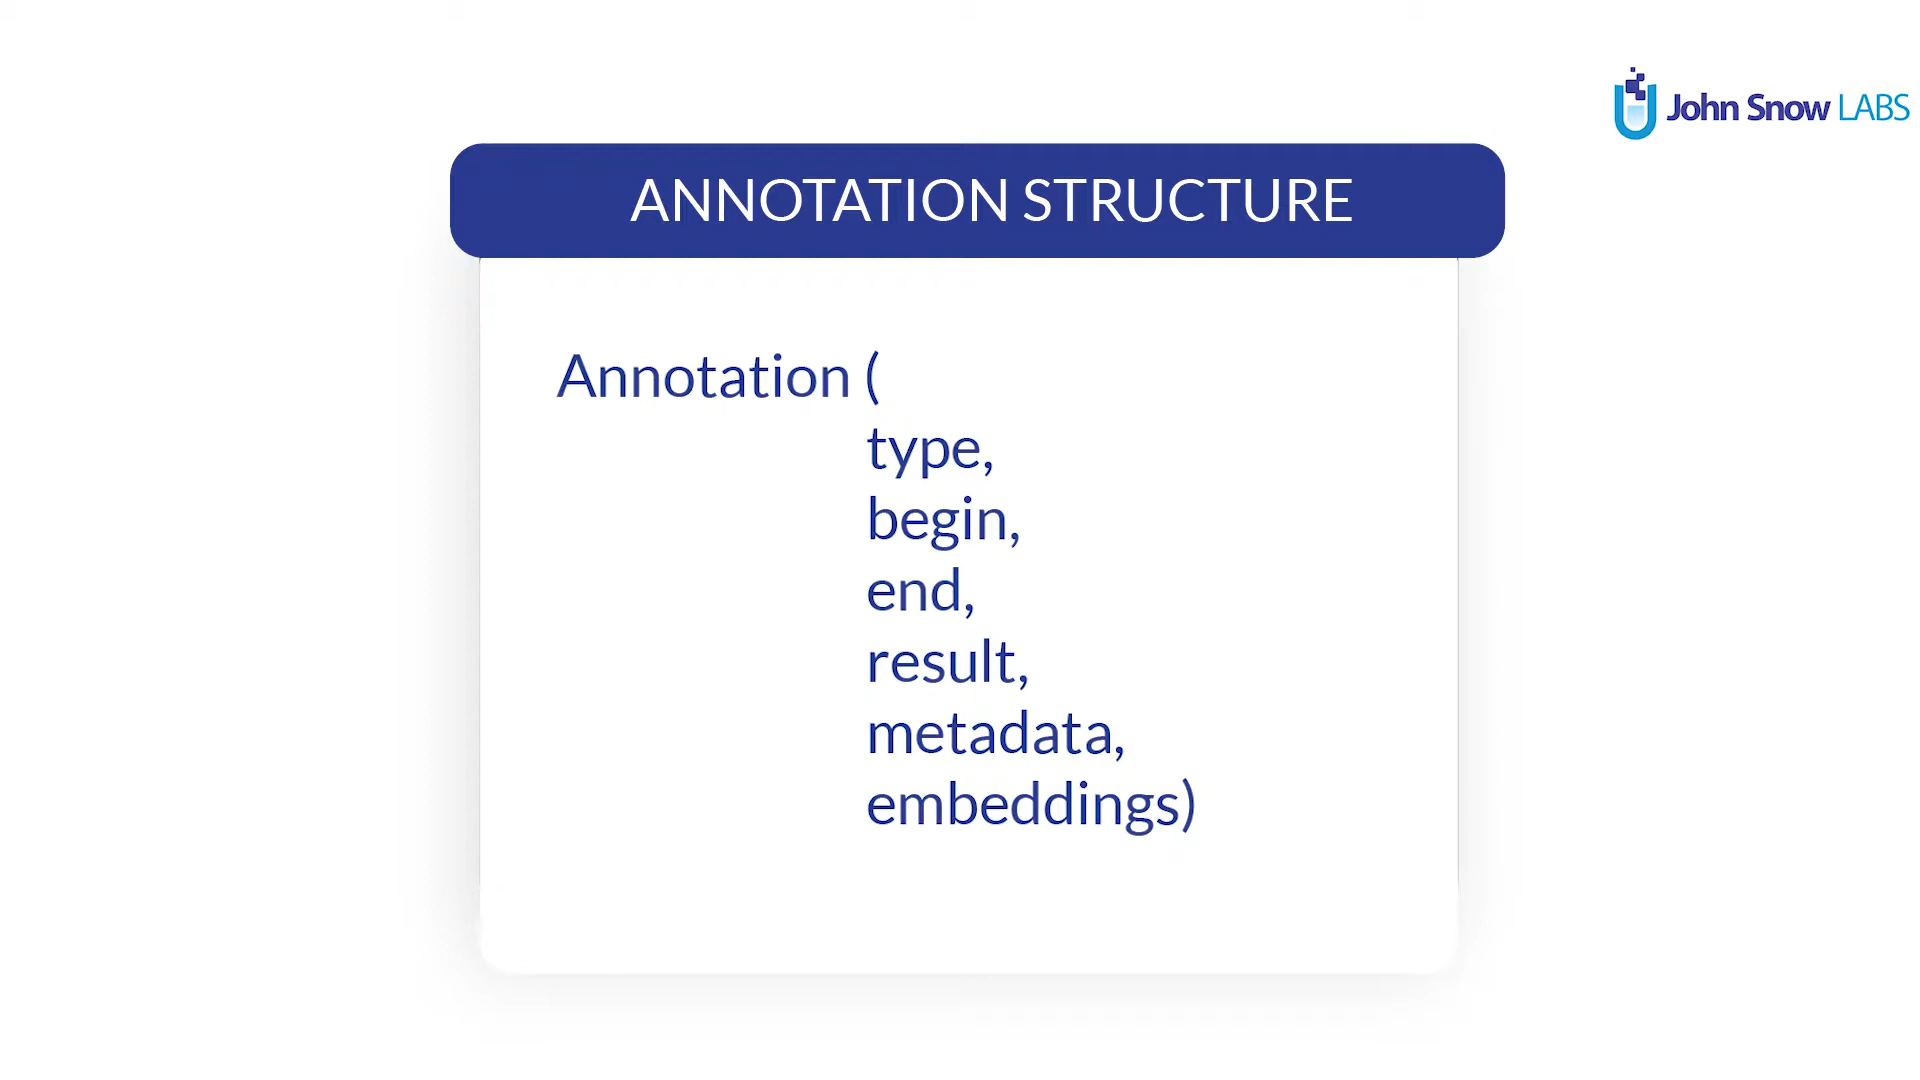 John Snow LABS
ANNOTATION STRUCTURE
Annotation (
type,
begin,
end,
result,
metadata,
embeddings)